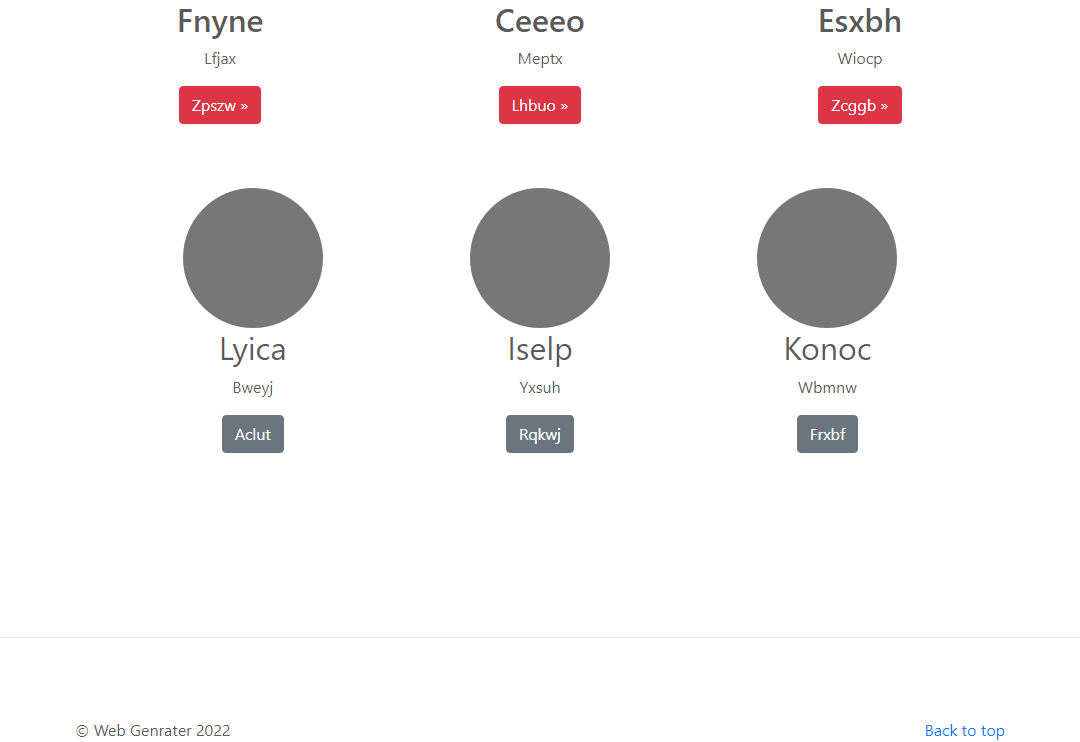 Fnyne Ceeeo Esxbh
Lfjax Meptx Wiocp
Zpszw » Lhbuo » Zcggb »
Lyica Iselp Konoc
Bweyj Yxsuh Wbmnw
Aclut Rqkwj Frxbf
© Web Genrater 2022 Back to top